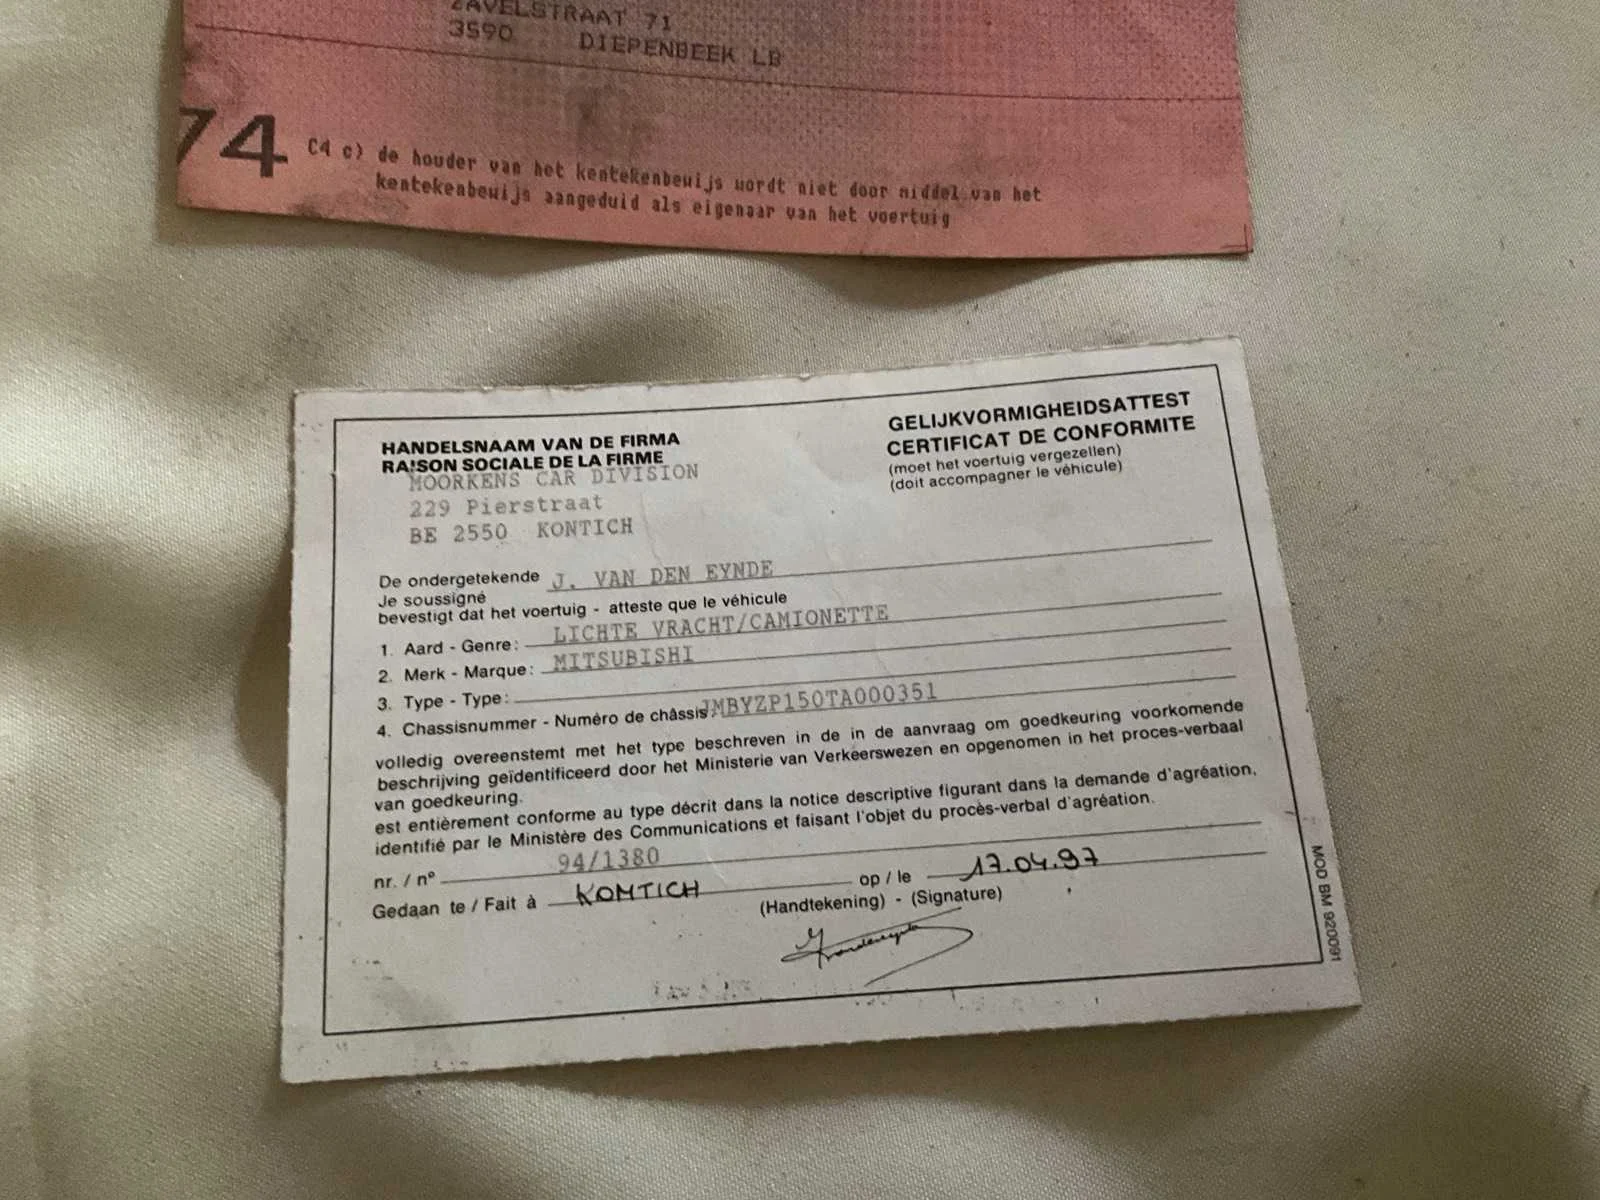 ZAVELSTRAAT 71
3590 DIEPENBEEK LB
74
C4 c) de houder van het kentekenbewijs wordt niet door middel van het
kentekenbewijs aangeduid als eigenaar van het voertuig
HANDELSNAAM VAN DE FIRMA
RAISON SOCIALE DE LA FIRME
MOORKENS CAR DIVISION
229 Pierstraat
BE 2550 KONTICH
GELIJKVORMIGHEIDSATTEST
CERTIFICAT DE CONFORMITE
(moet het voertuig vergezellen)
(doit accompagner le véhicule)
De ondergetekende J. VAN DEN EYNDE
Je soussigné
bevestigt dat het voertuig - atteste que le véhicule
1. Aard - Genre: LICHTE VRACHT/CAMIONETTE
2. Merk - Marque: MITSUBISHI
3. Type - Type:
4. Chassisnummer - Numéro de châssis: JMBYZP150TA000351
volledig overeenstemt met het type beschreven in de in de aanvraag om goedkeuring voorkomende
beschrijving geïdentificeerd door het Ministerie van Verkeerswezen en opgenomen in het proces-verbaal
van goedkeuring.
est entièrement conforme au type décrit dans la notice descriptive figurant dans la demande d'agréation,
identifié par le Ministère des Communications et faisant l'objet du procès-verbal d'agréation.
nr. / n° 94/1380
Gedaan te / Fait à KONTICH op / le 17.04.97
(Handtekening) - (Signature)
MOD BM 920091